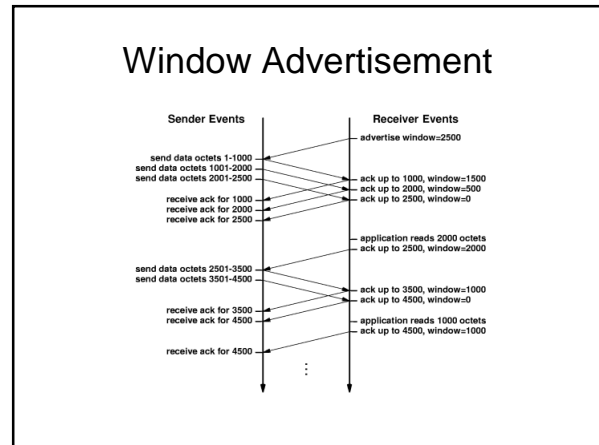 Window Advertisement
Sender Events
Receiver Events
advertise window=2500
send data octets 1-1000
send data octets 1001-2000
send data octets 2001-2500
ack up to 1000, window=1500
ack up to 2000, window=500
ack up to 2500, window=0
receive ack for 1000
receive ack for 2000
receive ack for 2500
application reads 2000 octets
ack up to 2500, window=2000
send data octets 2501-3500
send data octets 3501-4500
ack up to 3500, window=1000
ack up to 4500, window=0
receive ack for 3500
receive ack for 4500
application reads 1000 octets
ack up to 4500, window=1000
receive ack for 4500